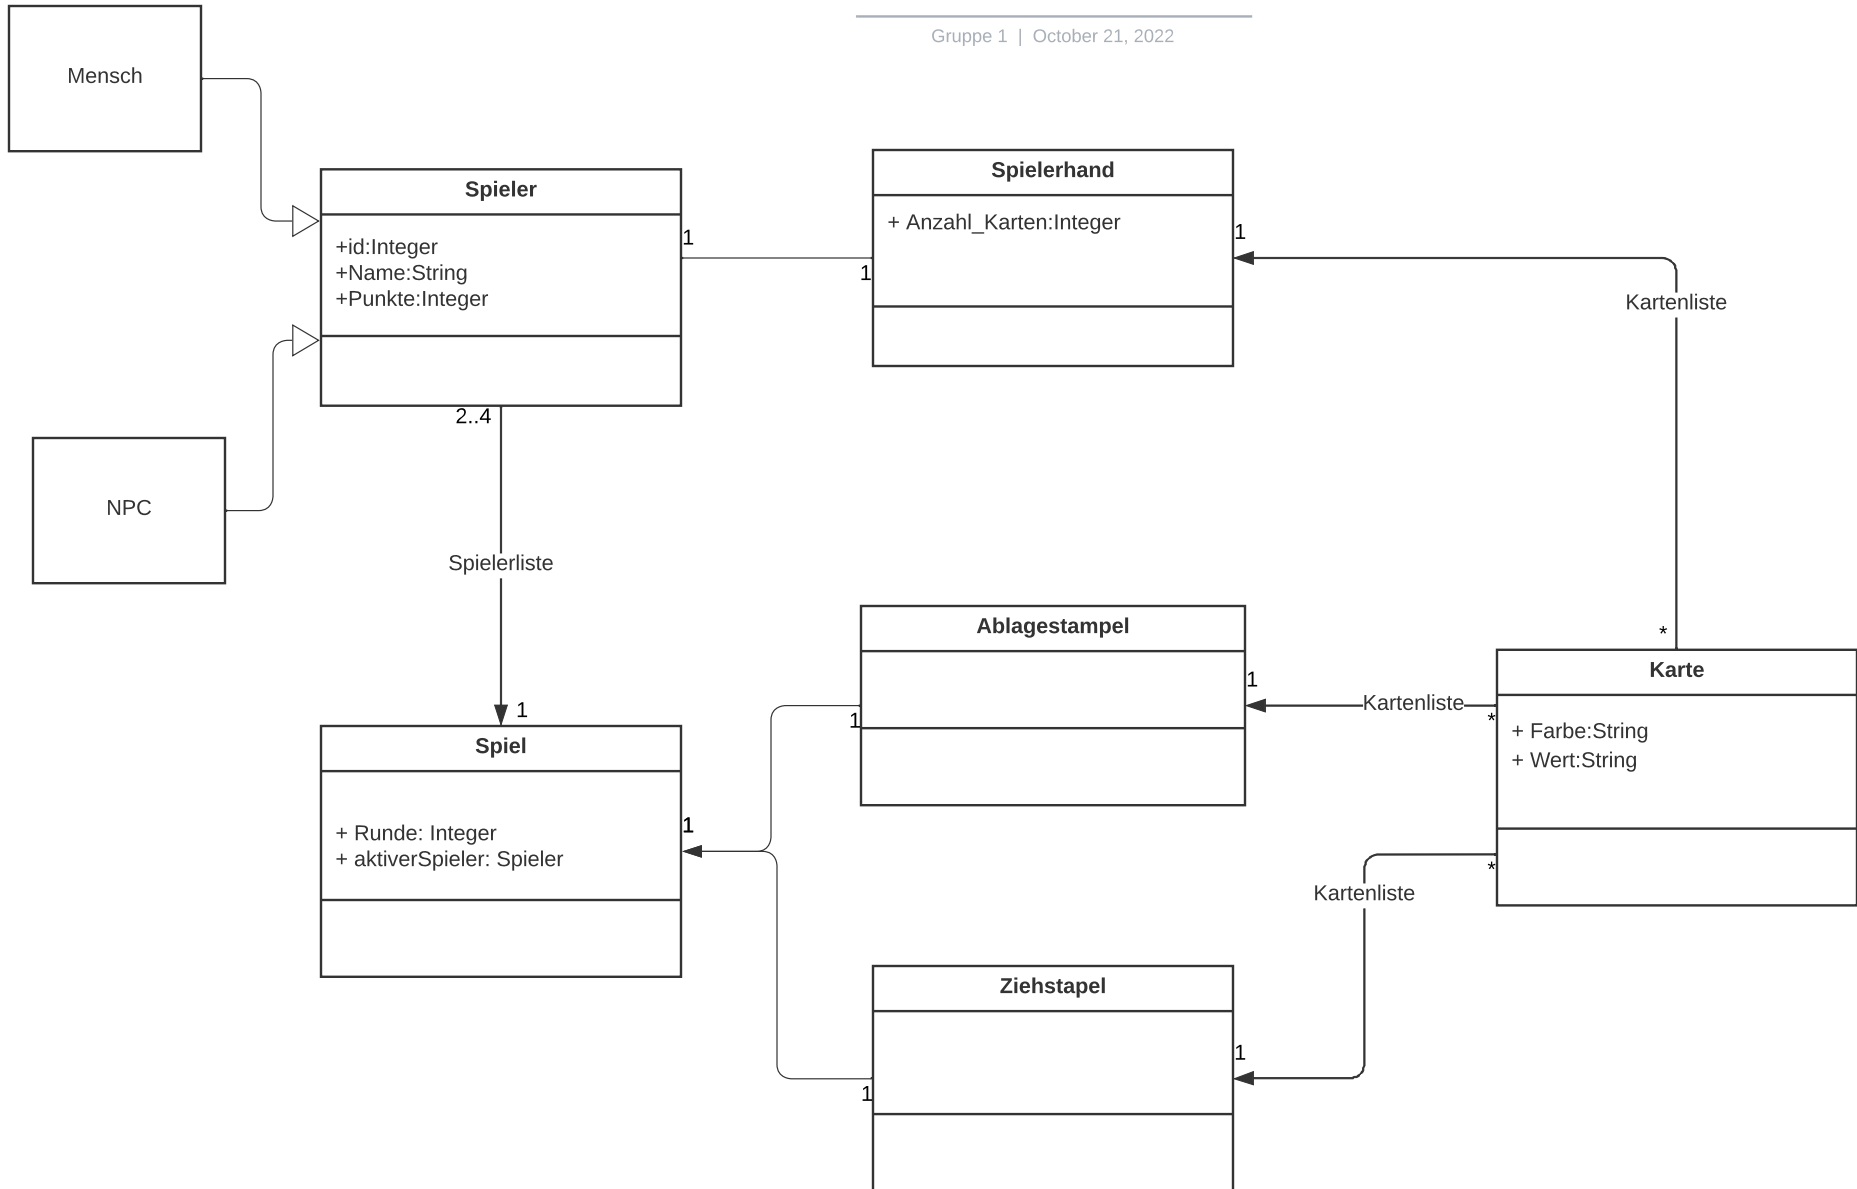 Gruppe 1 | October 21, 2022
Mensch
Spieler
+id:Integer
+Name:String
+Punkte:Integer
1
1
Spielerhand
+ Anzahl_Karten:Integer
1
Kartenliste
*
NPC
2..4
Spielerliste
1
Spiel
+ Runde: Integer
+ aktiverSpieler: Spieler
1
Ablagestampel
1
1
Kartenliste
*
Karte
+ Farbe:String
+ Wert:String
*
Kartenliste
Ziehstapel
1
1